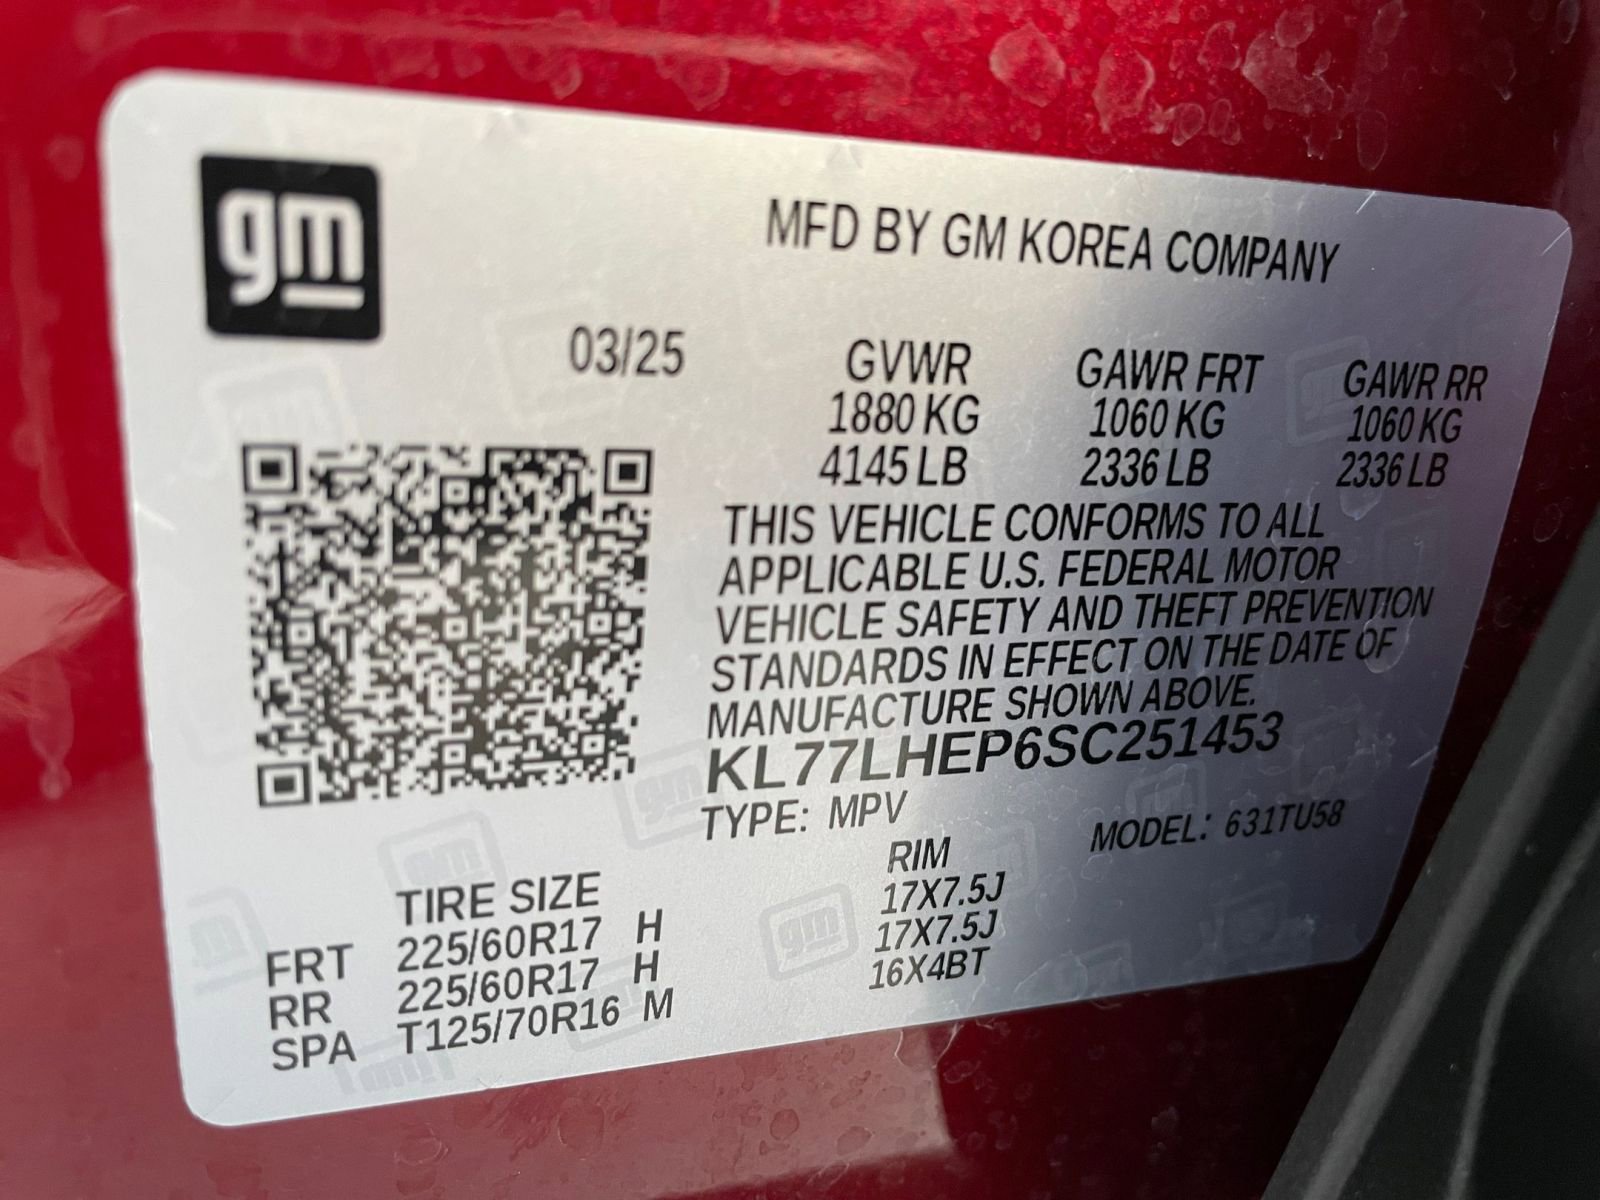 gm
MFD BY GM KOREA COMPANY
03/25
GVWR GAWR FRT GAWR RR
1880 KG 1060 KG 1060 KG
4145 LB 2336 LB 2336 LB
THIS VEHICLE CONFORMS TO ALL
APPLICABLE U.S. FEDERAL MOTOR
VEHICLE SAFETY AND THEFT PREVENTION
STANDARDS IN EFFECT ON THE DATE OF
MANUFACTURE SHOWN ABOVE.
KL77LHEP6SC251453
TYPE: MPV MODEL: 631TU58
TIRE SIZE RIM
FRT 225/60R17 H 17X7.5J
RR 225/60R17 H 17X7.5J
SPA T125/70R16 M 16X4BT